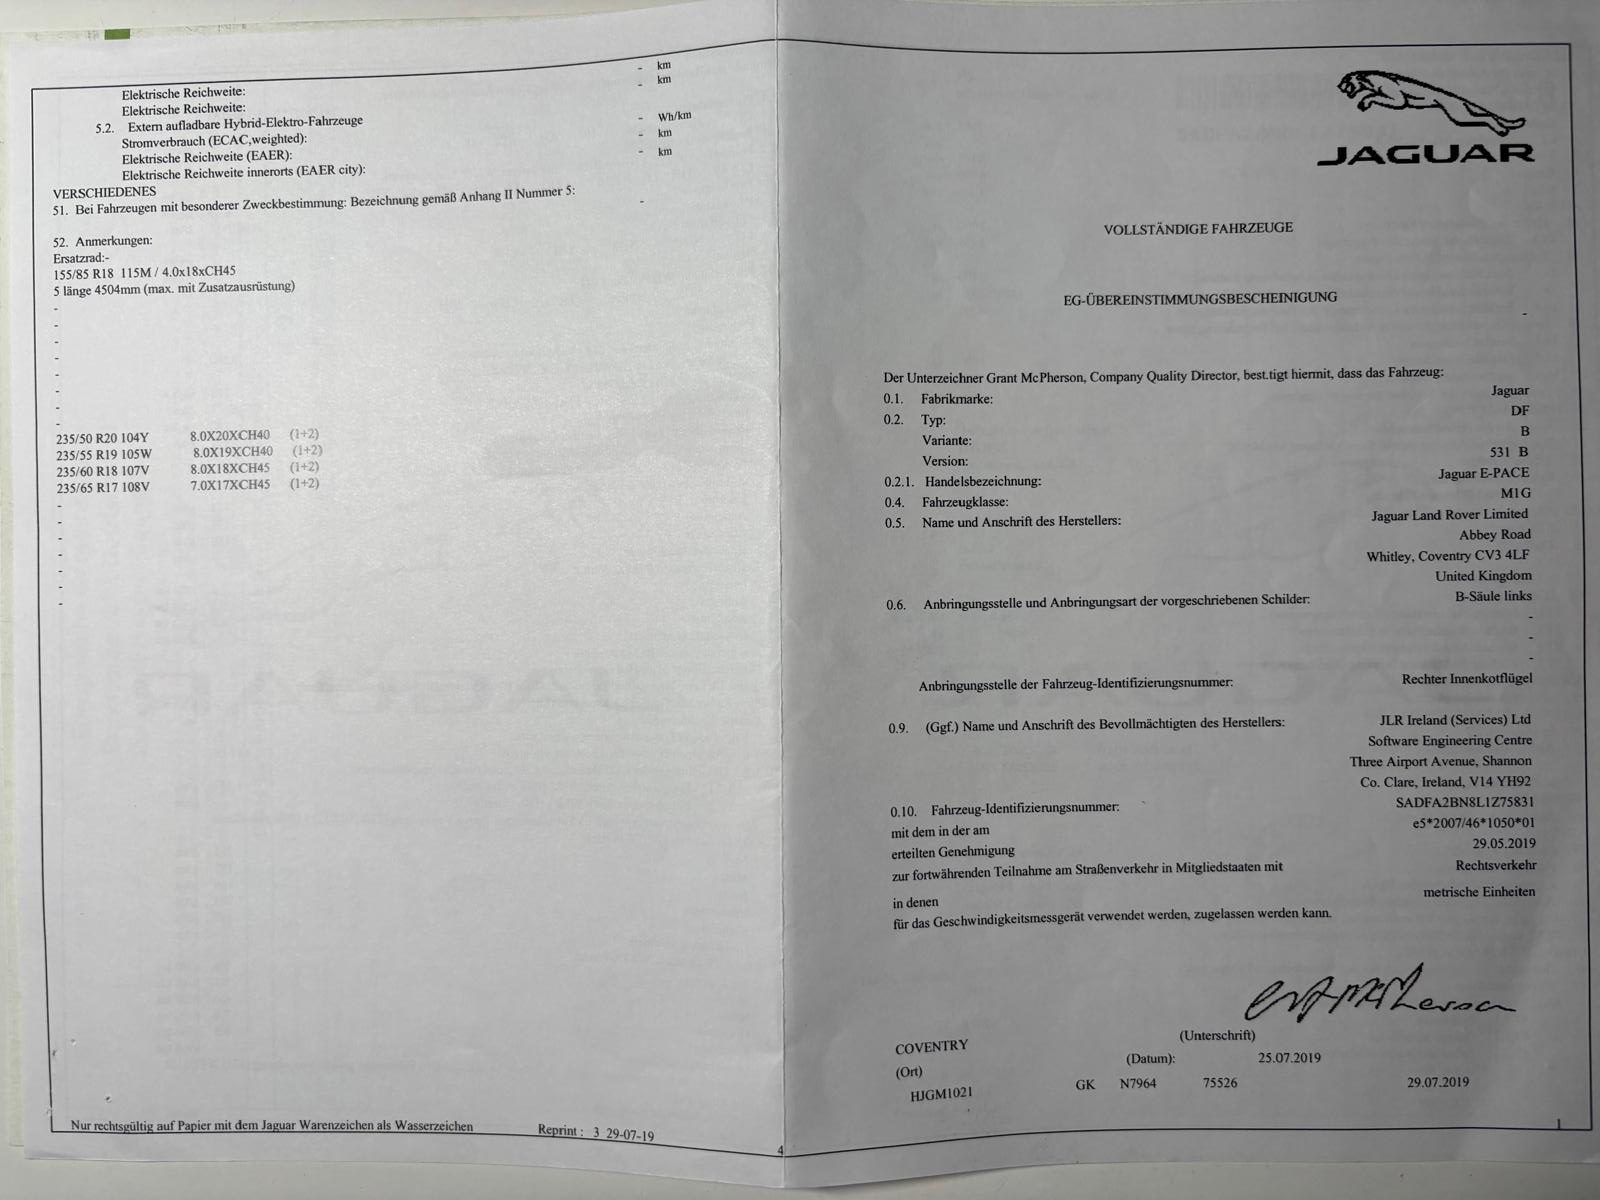 Elektrische Reichweite: - km
Elektrische Reichweite: - km
5.2. Extern aufladbare Hybrid-Elektro-Fahrzeuge
Stromverbrauch (ECAC,weighted): - Wh/km
Elektrische Reichweite (EAER): - km
Elektrische Reichweite innerorts (EAER city): - km
VERSCHIEDENES
51. Bei Fahrzeugen mit besonderer Zweckbestimmung: Bezeichnung gemäß Anhang II Nummer 5: -
52. Anmerkungen:
Ersatzrad:-
155/85 R18 115M / 4.0x18xCH45
5 länge 4504mm (max. mit Zusatzausrüstung)
-
-
-
-
-
-
-
-
235/50 R20 104Y 8.0X20XCH40 (1+2)
235/55 R19 105W 8.0X19XCH40 (1+2)
235/60 R18 107V 8.0X18XCH45 (1+2)
235/65 R17 108V 7.0X17XCH45 (1+2)
-
-
-
-
-
-
-
Nur rechtsgültig auf Papier mit dem Jaguar Warenzeichen als Wasserzeichen Reprint : 3 29-07-19
4
JAGUAR
VOLLSTÄNDIGE FAHRZEUGE
EG-ÜBEREINSTIMMUNGSBESCHEINIGUNG
-
Der Unterzeichner Grant McPherson, Company Quality Director, best.tigt hiermit, dass das Fahrzeug:
0.1. Fabrikmarke: Jaguar
0.2. Typ: DF
Variante: B
Version: 531 B
0.2.1. Handelsbezeichnung: Jaguar E-PACE
0.4. Fahrzeugklasse: M1G
0.5. Name und Anschrift des Herstellers: Jaguar Land Rover Limited
Abbey Road
Whitley, Coventry CV3 4LF
United Kingdom
0.6. Anbringungsstelle und Anbringungsart der vorgeschriebenen Schilder: B-Säule links
-
-
-
Anbringungsstelle der Fahrzeug-Identifizierungsnummer: Rechter Innenkotflügel
0.9. (Ggf.) Name und Anschrift des Bevollmächtigten des Herstellers: JLR Ireland (Services) Ltd
Software Engineering Centre
Three Airport Avenue, Shannon
Co. Clare, Ireland, V14 YH92
0.10. Fahrzeug-Identifizierungsnummer: SADFA2BN8L1Z75831
mit dem in der am e5*2007/46*1050*01
erteilten Genehmigung 29.05.2019
zur fortwährenden Teilnahme am Straßenverkehr in Mitgliedstaaten mit Rechtsverkehr
in denen metrische Einheiten
für das Geschwindigkeitsmessgerät verwendet werden, zugelassen werden kann.
(Unterschrift)
COVENTRY
(Ort) (Datum): 25.07.2019
HJGM1021 GK N7964 75526 29.07.2019
1